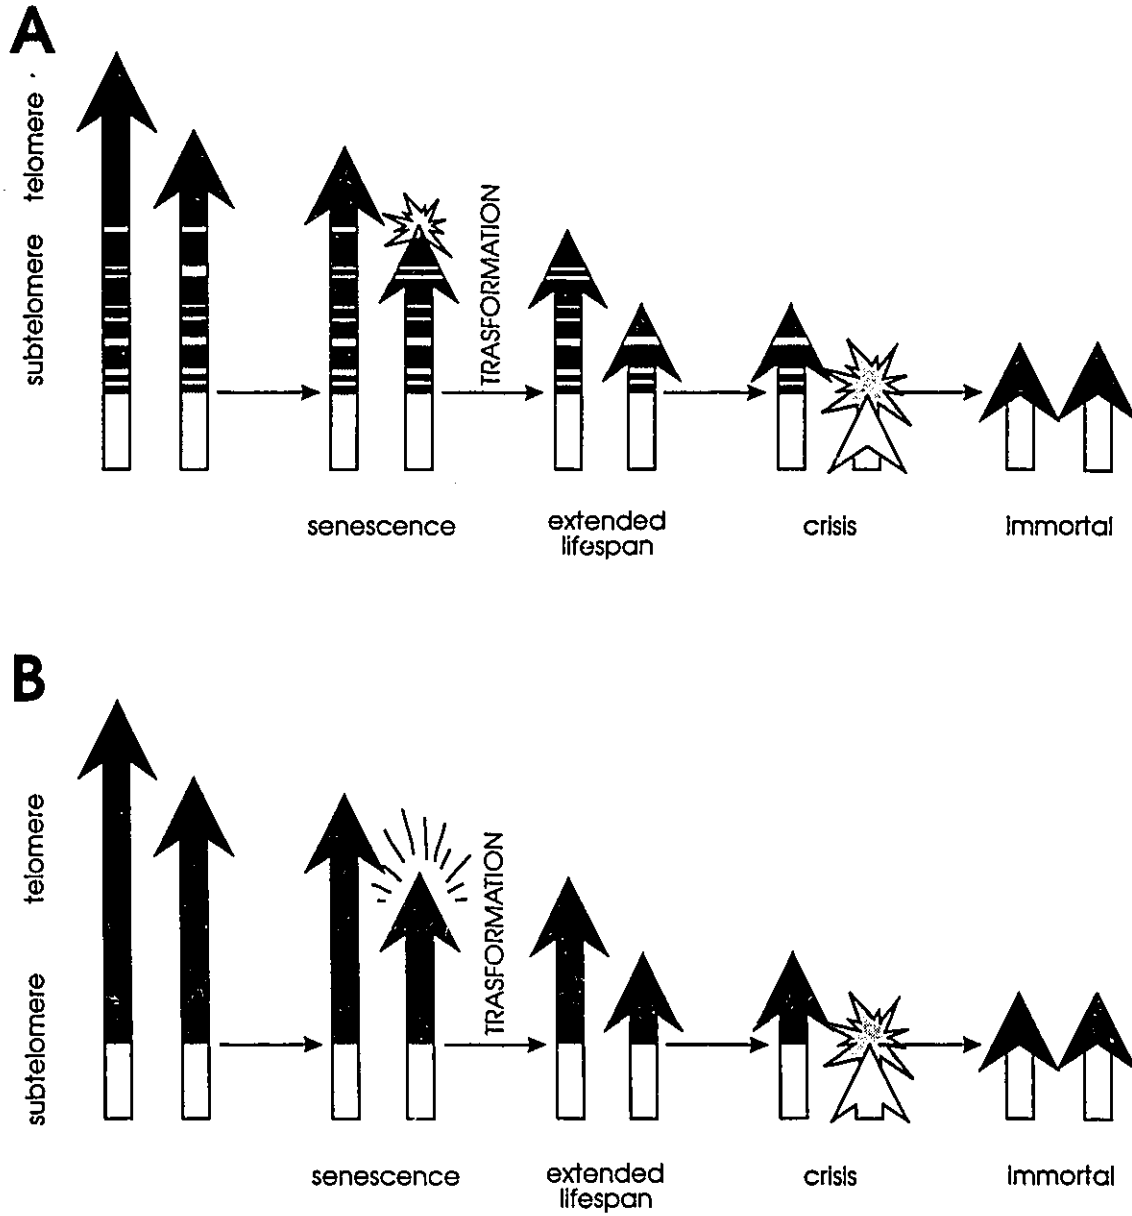 A
telomere
subtelomere
TRASFORMATION
senescence
extended
lifespan
crisis
immortal
B
telomere
subtelomere
TRASFORMATION
senescence
extended
lifespan
crisis
immortal